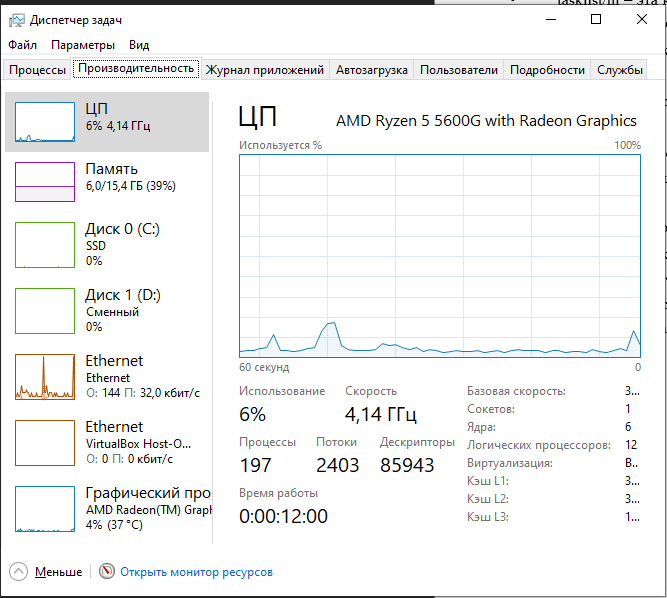 Диспетчер задач
Файл Параметры Вид
Процессы Производительность Журнал приложений Автозагрузка Пользователи Подробности Службы
ЦП
6% 4,14 ГГц
Память
6,0/15,4 ГБ (39%)
Диск 0 (C:)
SSD
0%
Диск 1 (D:)
Сменный
0%
Ethernet
Ethernet
О: 144 П: 32,0 кбит/с
Ethernet
VirtualBox Host-O...
О: 0 П: 0 кбит/с
Графический про
AMD Radeon(TM) Graph
4% (37 °C)
ЦП AMD Ryzen 5 5600G with Radeon Graphics
Используется % 100%
60 секунд 0
Использование Скорость
6% 4,14 ГГц
Процессы Потоки Дескрипторы
197 2403 85943
Время работы
0:00:12:00
Базовая скорость: 3...
Сокетов: 1
Ядра: 6
Логических процессоров: 12
Виртуализация: В..
Кэш L1: 3...
Кэш L2: 3...
Кэш L3: 1...
Меньше Открыть монитор ресурсов